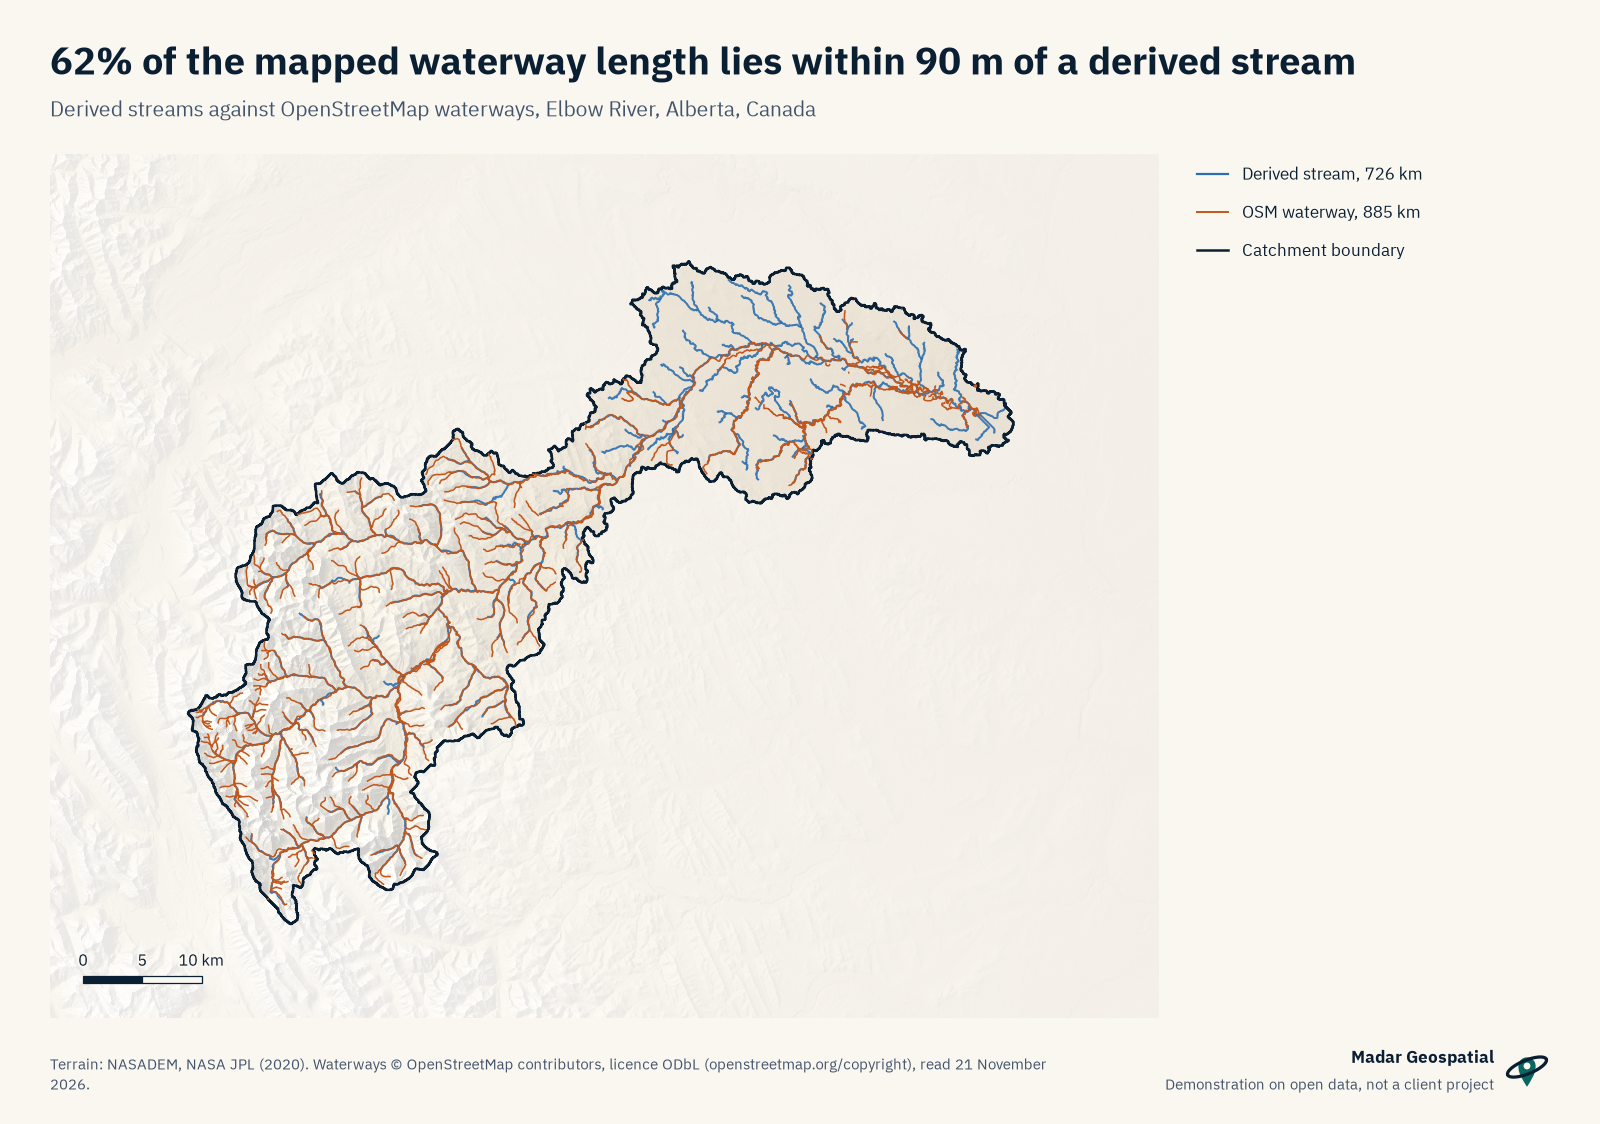 62% of the mapped waterway length lies within 90 m of a derived stream
Derived streams against OpenStreetMap waterways, Elbow River, Alberta, Canada
Derived stream, 726 km
OSM waterway, 885 km
Catchment boundary
0 5 10 km
Terrain: NASADEM, NASA JPL (2020). Waterways © OpenStreetMap contributors, licence ODbL (openstreetmap.org/copyright), read 21 November
2026.
Madar Geospatial
Demonstration on open data, not a client project